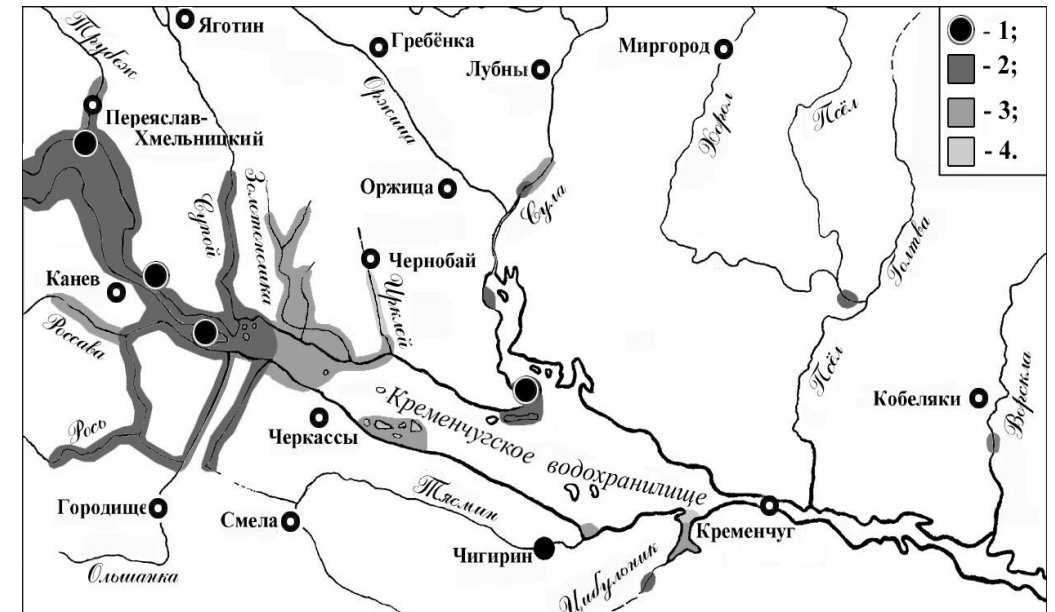 Яготин
Гребёнка
Миргород
Лубны
- 1;
- 2;
- 3;
- 4.
Трубеж
Переяслав-
Хмельницкий
Оржица
Хорол
Псёл
Оржица
Сула
Супой
Золотоношка
Чернобай
Ирклей
Голтва
Канев
Россава
Псёл
Кобеляки
Ворскла
Черкассы
Кременчугское водохранилище
Рось
Городище
Смела
Тясмин
Чигирин
Кременчуг
Цибульник
Ольшанка